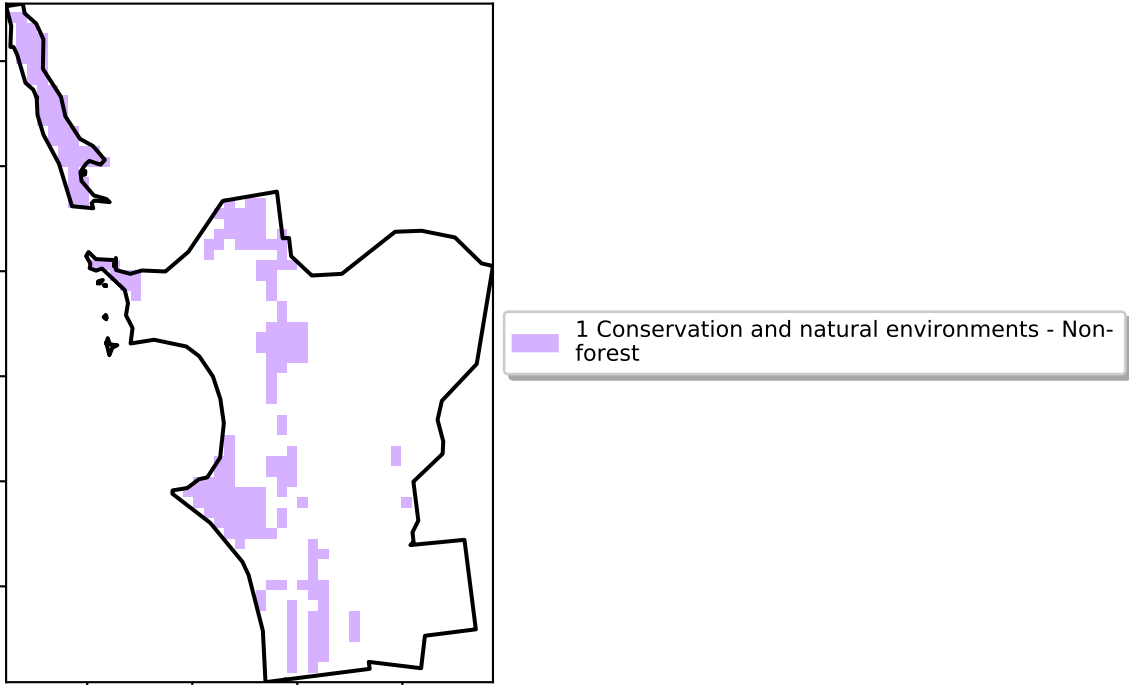 1 Conservation and natural environments - Non-
forest